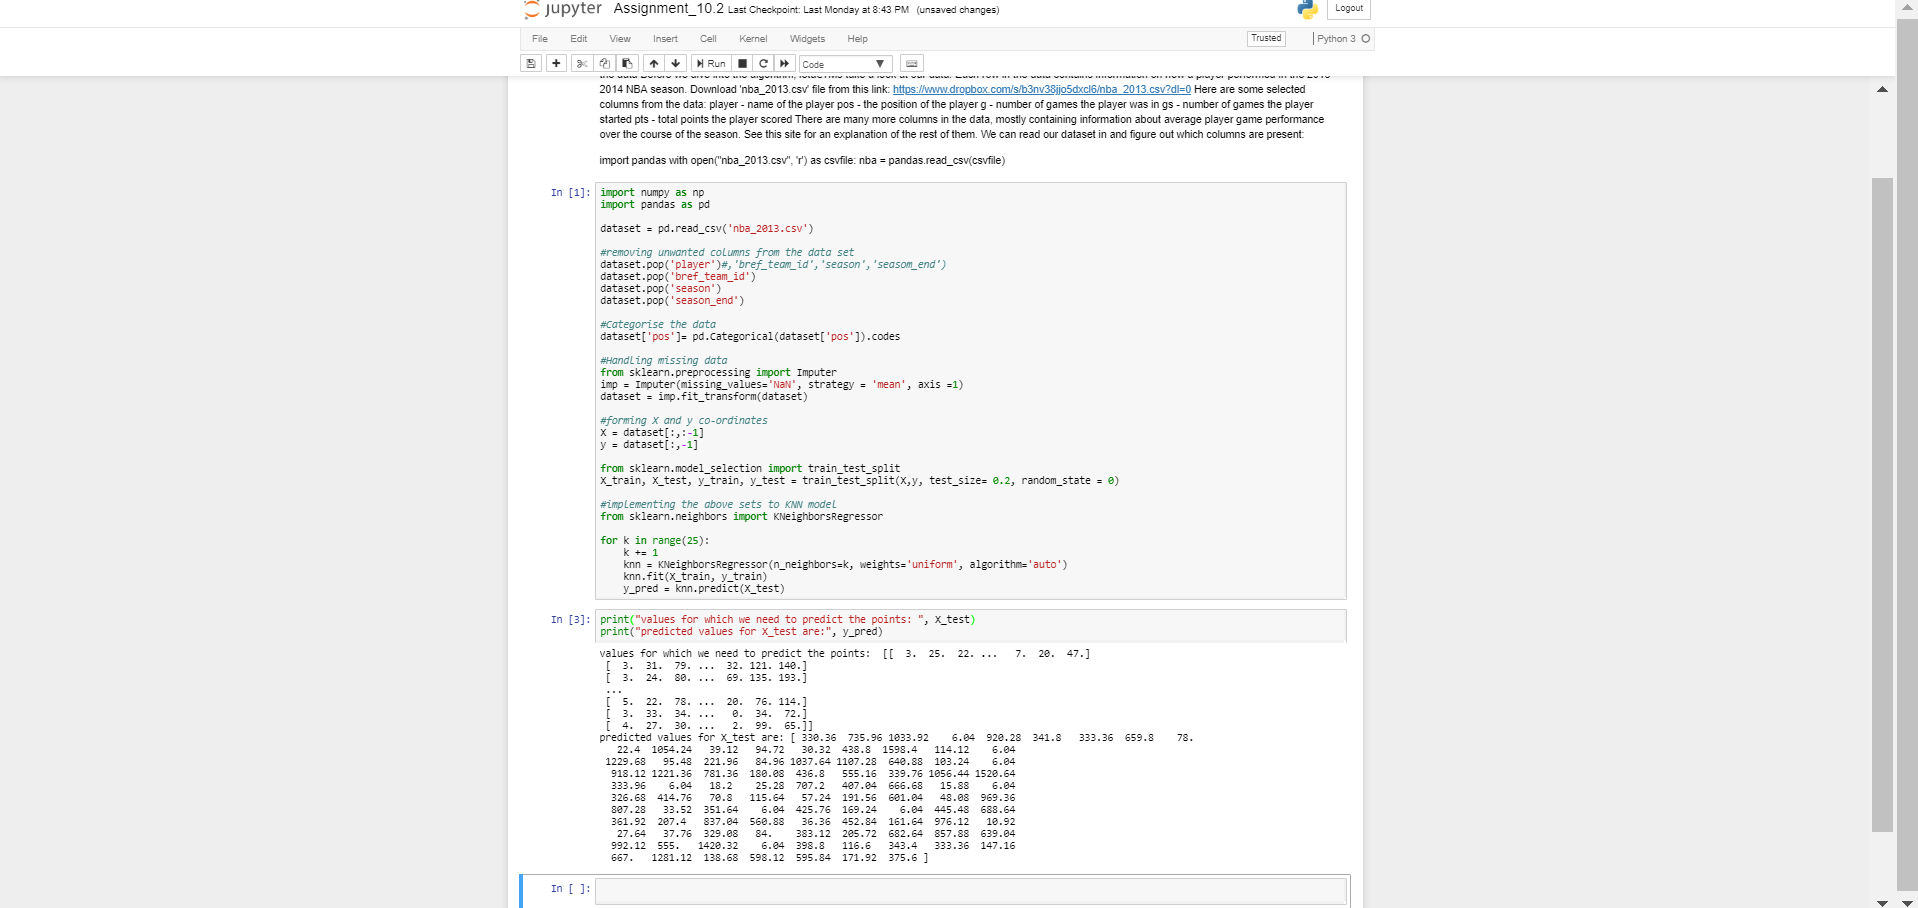 jupyter Assignment_10.2 Last Checkpoint: Last Monday at 8:43 PM (unsaved changes)
Logout
File Edit View Insert Cell Kernel Widgets Help
Trusted Python 3
Run
Code
2014 NBA season. Download 'nba_2013.csv' file from this link: https://www.dropbox.com/s/b3nv38jjo5dxcl6/nba_2013.csv?dl=0 Here are some selected
columns from the data: player - name of the player pos - the position of the player g - number of games the player was in gs - number of games the player
started pts - total points the player scored There are many more columns in the data, mostly containing information about average player game performance
over the course of the season. See this site for an explanation of the rest of them. We can read our dataset in and figure out which columns are present:
import pandas with open("nba_2013.csv", 'r') as csvfile: nba = pandas.read_csv(csvfile)
In [1]:
import numpy as np
import pandas as pd
dataset = pd.read_csv('nba_2013.csv')
#removing unwanted columns from the data set
dataset.pop('player')#,'bref_team_id','season','seasom_end')
dataset.pop('bref_team_id')
dataset.pop('season')
dataset.pop('season_end')
#Categorise the data
dataset['pos']= pd.Categorical(dataset['pos']).codes
#Handling missing data
from sklearn.preprocessing import Imputer
imp = Imputer(missing_values='NaN', strategy = 'mean', axis =1)
dataset = imp.fit_transform(dataset)
#forming X and y co-ordinates
X = dataset[:,:-1]
y = dataset[:,-1]
from sklearn.model_selection import train_test_split
X_train, X_test, y_train, y_test = train_test_split(X,y, test_size= 0.2, random_state = 0)
#implementing the above sets to KNN model
from sklearn.neighbors import KNeighborsRegressor
for k in range(25):
    k += 1
    knn = KNeighborsRegressor(n_neighbors=k, weights='uniform', algorithm='auto')
    knn.fit(X_train, y_train)
    y_pred = knn.predict(X_test)
In [3]:
print("values for which we need to predict the points: ", X_test)
print("predicted values for X_test are:", y_pred)
values for which we need to predict the points:  [[  3.  25.  22. ...   7.  20.  47.]
 [  3.  31.  79. ...  32. 121. 140.]
 [  3.  24.  80. ...  69. 135. 193.]
 ...
 [  5.  22.  78. ...  20.  76. 114.]
 [  3.  33.  34. ...   0.  34.  72.]
 [  4.  27.  30. ...   2.  99.  65.]]
predicted values for X_test are: [ 330.36  735.96 1033.92    6.04  920.28  341.8   333.36  659.8    78.
   22.4  1054.24   39.12   94.72   30.32  438.8  1598.4   114.12    6.04
 1229.68   95.48  221.96   84.96 1037.64 1107.28  640.88  103.24    6.04
  918.12 1221.36  781.36  180.08  436.8   555.16  339.76 1056.44 1520.64
  333.96    6.04   18.2    25.28  707.2   407.04  666.68   15.88    6.04
  326.68  414.76   70.8   115.64   57.24  191.56  601.04   48.08  969.36
  807.28   33.52  351.64    6.04  425.76  169.24    6.04  445.48  688.64
  361.92  207.4   837.04  560.88   36.36  452.84  161.64  976.12   10.92
   27.64   37.76  329.08   84.    383.12  205.72  682.64  857.88  639.04
  992.12  555.   1420.32    6.04  398.8   116.6   343.4   333.36  147.16
  667.   1281.12  138.68  598.12  595.84  171.92  375.6 ]
In [ ]: